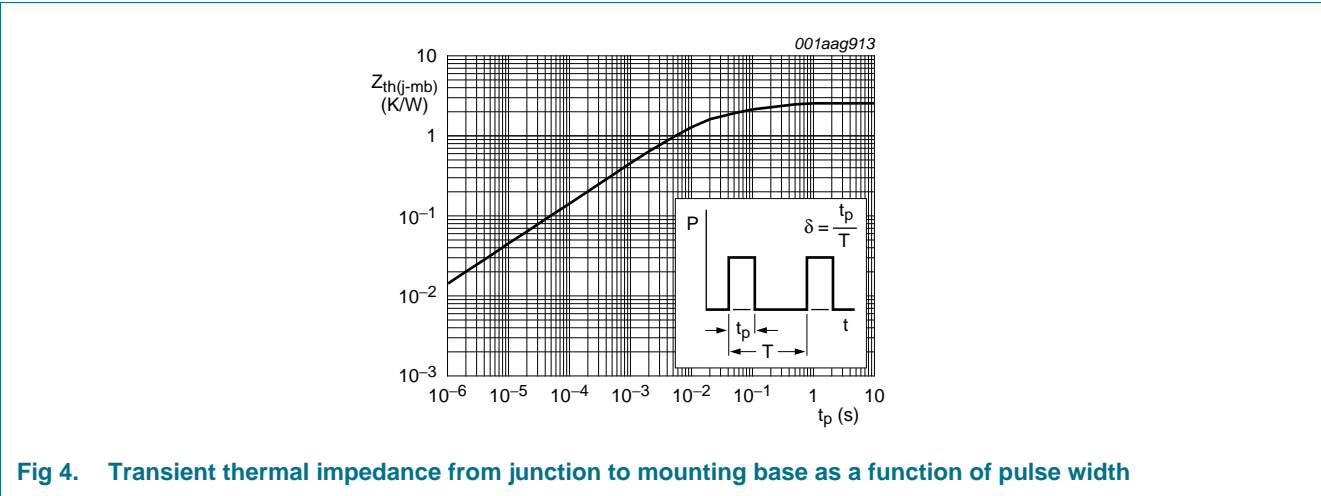 001aag913
10
Z_th(j-mb)
(K/W)
1
10^−1
10^−2
10^−3
P
δ = t_p / T
t_p
t
T
10^−6 10^−5 10^−4 10^−3 10^−2 10^−1 1 10
t_p (s)
Fig 4. Transient thermal impedance from junction to mounting base as a function of pulse width